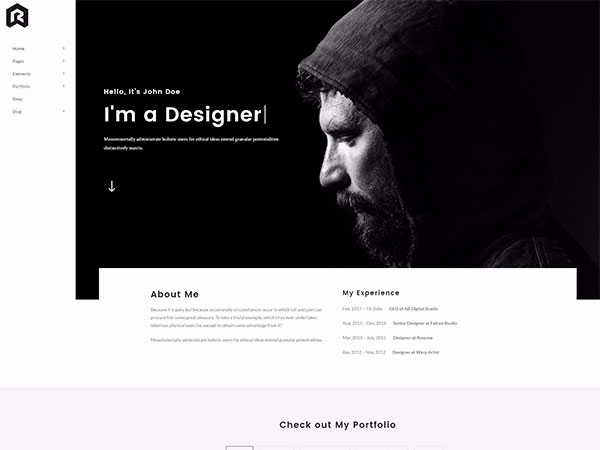 Home +
Pages +
Elements +
Portfolio +
Shop
Blog +
Hello, It's John Doe
I'm a Designer|
Monotonectally administrate holistic users for ethical ideas extend granular potentialities
distinctively matrix.
About Me
Because it is pain, but because occasionally circumstances occur in which toil and pain can
procure him some great pleasure. To take a trivial example, which of us ever undertakes
laborious physical exercise, except to obtain some advantage from it?
Monotonectally administrate holistic users for ethical ideas extend granular potentialities.
My Experience
Feb, 2017 – Till Date CEO of AB Digital Studio
Aug, 2015 – Dec, 2016 Senior Designer at Falcon Studio
Mar, 2013 – July, 2015 Designer at Amazon
Apr, 2012 – Nov, 2012 Designer at Warp Artist
Check out My Portfolio